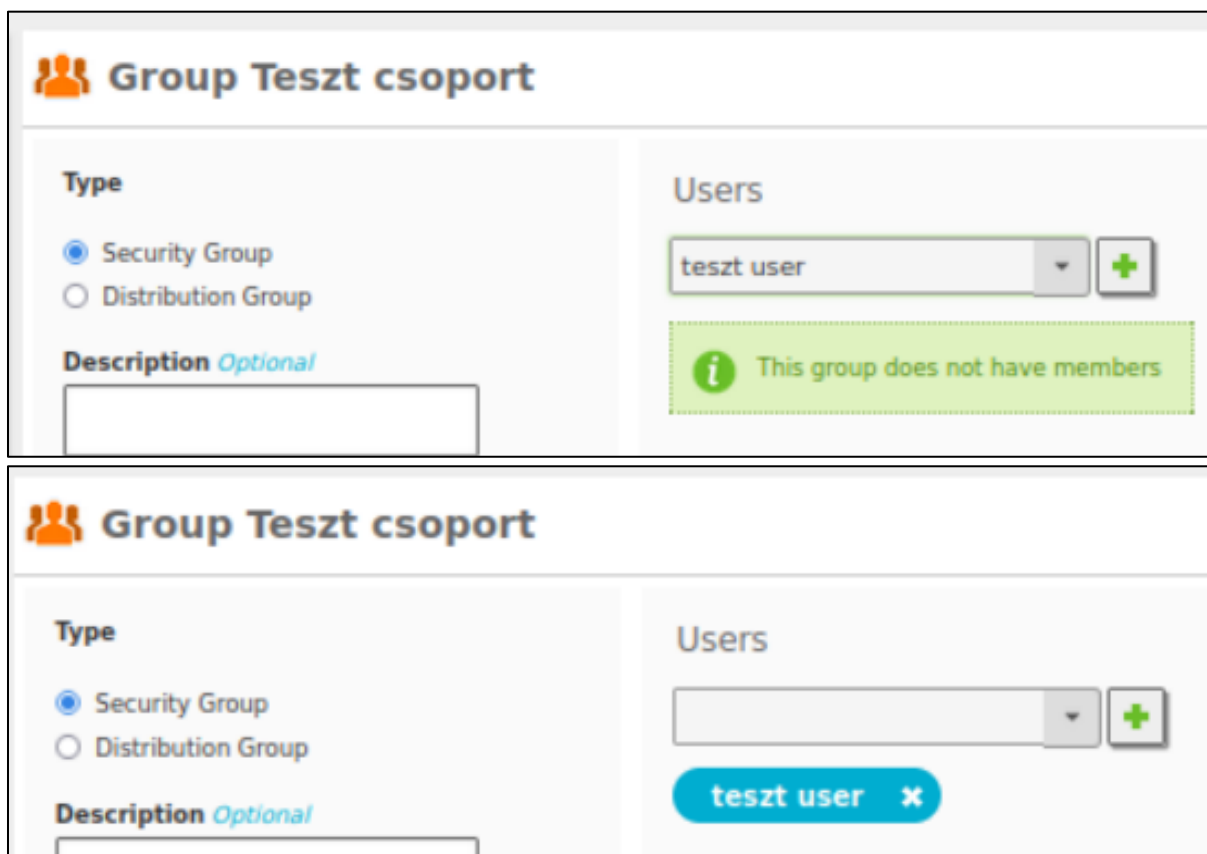 Group Teszt csoport
Type
Security Group
Distribution Group
Description Optional
Users
teszt user
This group does not have members
Group Teszt csoport
Type
Security Group
Distribution Group
Description Optional
Users
teszt user